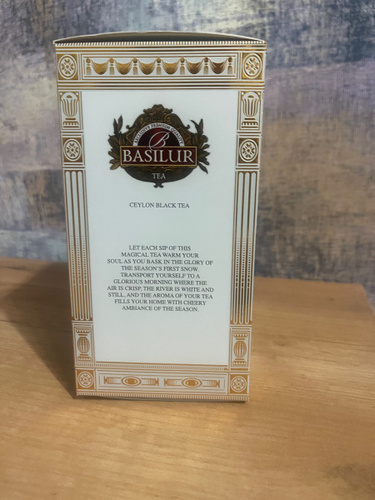 EXCLUSIVE PREMIUM QUALITY
B
BASILUR
TEA
CEYLON BLACK TEA
LET EACH SIP OF THIS
MAGICAL TEA WARM YOUR
SOUL AS YOU BASK IN THE GLORY OF
THE SEASON'S FIRST SNOW.
TRANSPORT YOURSELF TO A
GLORIOUS MORNING WHERE THE
AIR IS CRISP, THE RIVER IS WHITE AND
STILL, AND THE AROMA OF YOUR TEA
FILLS YOUR HOME WITH CHEERY
AMBIANCE OF THE SEASON.